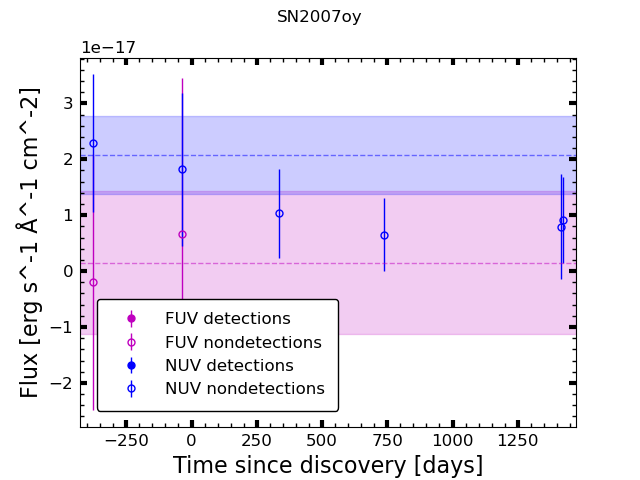 SN2007oy
1e−17
Flux [erg s^-1 Å^-1 cm^-2]
3
2
1
0
−1
−2
FUV detections
FUV nondetections
NUV detections
NUV nondetections
−250 0 250 500 750 1000 1250
Time since discovery [days]